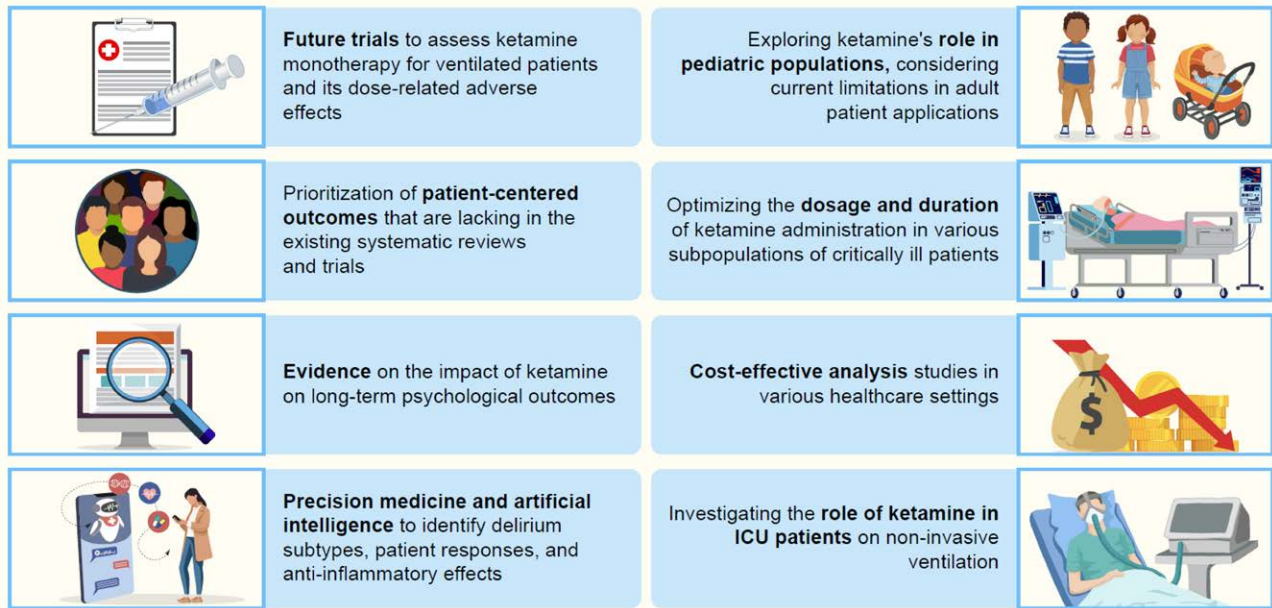 Future trials to assess ketamine
monotherapy for ventilated patients
and its dose-related adverse
effects
Exploring ketamine's role in
pediatric populations, considering
current limitations in adult
patient applications
Prioritization of patient-centered
outcomes that are lacking in the
existing systematic reviews
and trials
Optimizing the dosage and duration
of ketamine administration in various
subpopulations of critically ill patients
Evidence on the impact of ketamine
on long-term psychological outcomes
Cost-effective analysis studies in
various healthcare settings
$
Precision medicine and artificial
intelligence to identify delirium
subtypes, patient responses, and
anti-inflammatory effects
Investigating the role of ketamine in
ICU patients on non-invasive
ventilation